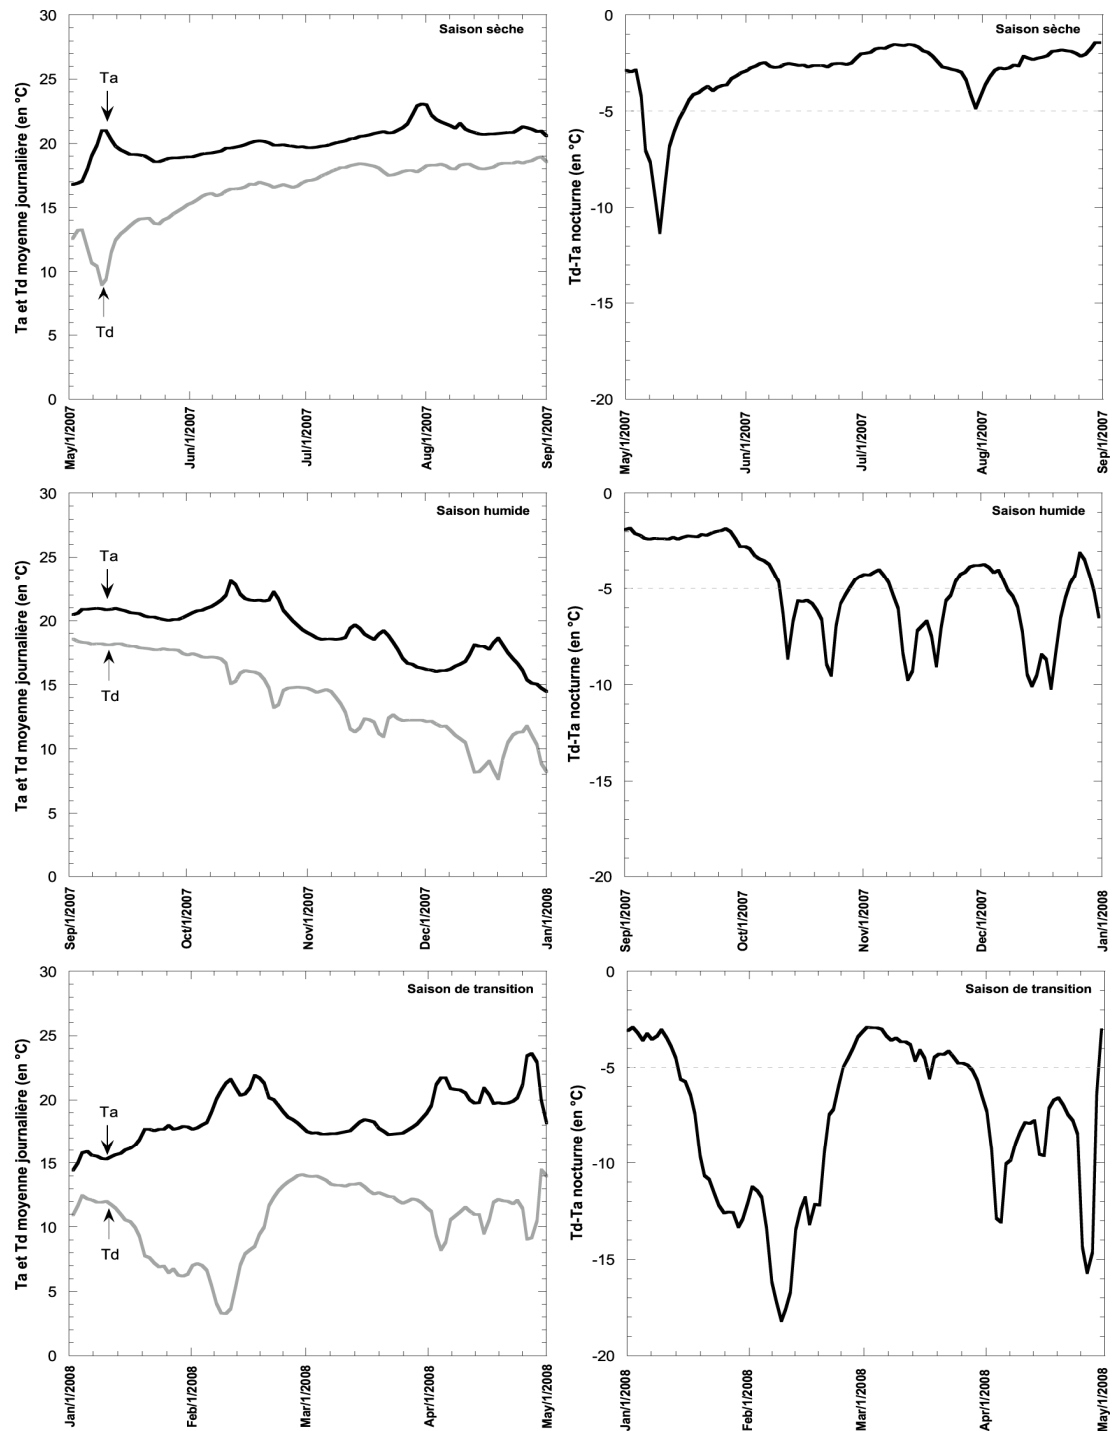 Saison sèche
Ta et Td moyenne journalière (en °C)
30
25
20
15
10
5
0
Ta
Td
May/1/2007
Jun/1/2007
Jul/1/2007
Aug/1/2007
Sep/1/2007
Saison sèche
Td-Ta nocturne (en °C)
0
-5
-10
-15
-20
May/1/2007
Jun/1/2007
Jul/1/2007
Aug/1/2007
Sep/1/2007
Saison humide
Ta et Td moyenne journalière (en °C)
30
25
20
15
10
5
0
Ta
Td
Sep/1/2007
Oct/1/2007
Nov/1/2007
Dec/1/2007
Jan/1/2008
Saison humide
Td-Ta nocturne (en °C)
0
-5
-10
-15
-20
Sep/1/2007
Oct/1/2007
Nov/1/2007
Dec/1/2007
Jan/1/2008
Saison de transition
Ta et Td moyenne journalière (en °C)
30
25
20
15
10
5
0
Ta
Td
Jan/1/2008
Feb/1/2008
Mar/1/2008
Apr/1/2008
May/1/2008
Saison de transition
Td-Ta nocturne (en °C)
0
-5
-10
-15
-20
Jan/1/2008
Feb/1/2008
Mar/1/2008
Apr/1/2008
May/1/2008